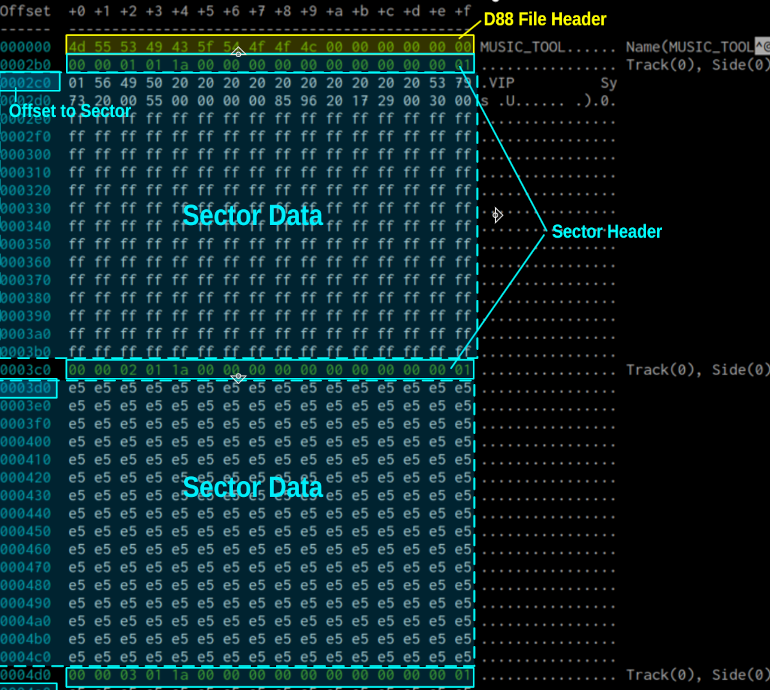 Offset +0 +1 +2 +3 +4 +5 +6 +7 +8 +9 +a +b +c +d +e +f
D88 File Header
000000 4d 55 53 49 43 5f 54 4f 4f 4c 00 00 00 00 00 00 MUSIC_TOOL...... Name(MUSIC_TOOL^@
0002b0 00 00 01 01 1a 00 00 00 00 00 00 00 00 00 00 01 ................ Track(0), Side(0)
0002c0 01 56 49 50 20 20 20 20 20 20 20 20 20 20 53 79 .VIP Sy
0002d0 73 20 00 55 00 00 00 00 85 96 20 17 29 00 30 00 s .U...... .).0.
Offset to Sector
0002e0 ff ff ff ff ff ff ff ff ff ff ff ff ff ff ff ff ................
0002f0 ff ff ff ff ff ff ff ff ff ff ff ff ff ff ff ff ................
000300 ff ff ff ff ff ff ff ff ff ff ff ff ff ff ff ff ................
000310 ff ff ff ff ff ff ff ff ff ff ff ff ff ff ff ff ................
000320 ff ff ff ff ff ff ff ff ff ff ff ff ff ff ff ff ................
000330 ff ff ff ff ff ff ff ff ff ff ff ff ff ff ff ff ................
Sector Data
000340 ff ff ff ff ff ff ff ff ff ff ff ff ff ff ff ff ................
Sector Header
000350 ff ff ff ff ff ff ff ff ff ff ff ff ff ff ff ff ................
000360 ff ff ff ff ff ff ff ff ff ff ff ff ff ff ff ff ................
000370 ff ff ff ff ff ff ff ff ff ff ff ff ff ff ff ff ................
000380 ff ff ff ff ff ff ff ff ff ff ff ff ff ff ff ff ................
000390 ff ff ff ff ff ff ff ff ff ff ff ff ff ff ff ff ................
0003a0 ff ff ff ff ff ff ff ff ff ff ff ff ff ff ff ff ................
0003b0 ff ff ff ff ff ff ff ff ff ff ff ff ff ff ff ff ................
0003c0 00 00 02 01 1a 00 00 00 00 00 00 00 00 00 00 01 ................ Track(0), Side(0)
0003d0 e5 e5 e5 e5 e5 e5 e5 e5 e5 e5 e5 e5 e5 e5 e5 e5 ................
0003e0 e5 e5 e5 e5 e5 e5 e5 e5 e5 e5 e5 e5 e5 e5 e5 e5 ................
0003f0 e5 e5 e5 e5 e5 e5 e5 e5 e5 e5 e5 e5 e5 e5 e5 e5 ................
000400 e5 e5 e5 e5 e5 e5 e5 e5 e5 e5 e5 e5 e5 e5 e5 e5 ................
000410 e5 e5 e5 e5 e5 e5 e5 e5 e5 e5 e5 e5 e5 e5 e5 e5 ................
000420 e5 e5 e5 e5 e5 e5 e5 e5 e5 e5 e5 e5 e5 e5 e5 e5 ................
Sector Data
000430 e5 e5 e5 e5 e5 e5 e5 e5 e5 e5 e5 e5 e5 e5 e5 e5 ................
000440 e5 e5 e5 e5 e5 e5 e5 e5 e5 e5 e5 e5 e5 e5 e5 e5 ................
000450 e5 e5 e5 e5 e5 e5 e5 e5 e5 e5 e5 e5 e5 e5 e5 e5 ................
000460 e5 e5 e5 e5 e5 e5 e5 e5 e5 e5 e5 e5 e5 e5 e5 e5 ................
000470 e5 e5 e5 e5 e5 e5 e5 e5 e5 e5 e5 e5 e5 e5 e5 e5 ................
000480 e5 e5 e5 e5 e5 e5 e5 e5 e5 e5 e5 e5 e5 e5 e5 e5 ................
000490 e5 e5 e5 e5 e5 e5 e5 e5 e5 e5 e5 e5 e5 e5 e5 e5 ................
0004a0 e5 e5 e5 e5 e5 e5 e5 e5 e5 e5 e5 e5 e5 e5 e5 e5 ................
0004b0 e5 e5 e5 e5 e5 e5 e5 e5 e5 e5 e5 e5 e5 e5 e5 e5 ................
0004c0 e5 e5 e5 e5 e5 e5 e5 e5 e5 e5 e5 e5 e5 e5 e5 e5 ................
0004d0 00 00 03 01 1a 00 00 00 00 00 00 00 00 00 00 01 ................ Track(0), Side(0)